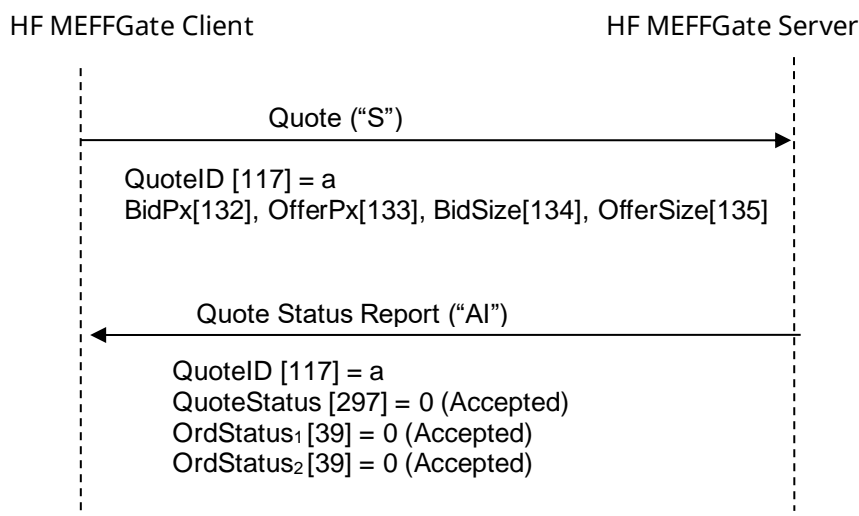 HF MEFFGate Client HF MEFFGate Server
Quote (“S”)
QuoteID [117] = a
BidPx[132], OfferPx[133], BidSize[134], OfferSize[135]
Quote Status Report (“AI”)
QuoteID [117] = a
QuoteStatus [297] = 0 (Accepted)
OrdStatus₁ [39] = 0 (Accepted)
OrdStatus₂ [39] = 0 (Accepted)